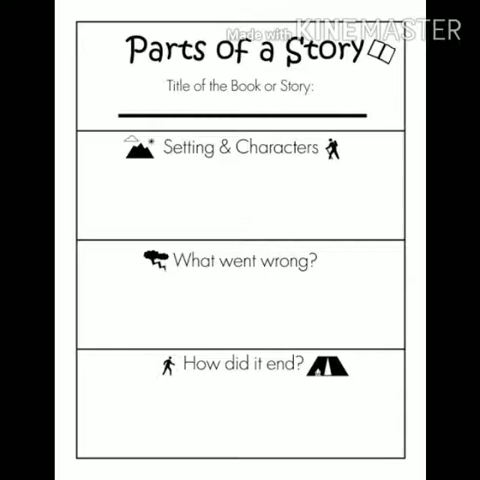 Made with KINEMASTER
Parts of a Story
Title of the Book or Story:
Setting & Characters
What went wrong?
How did it end?